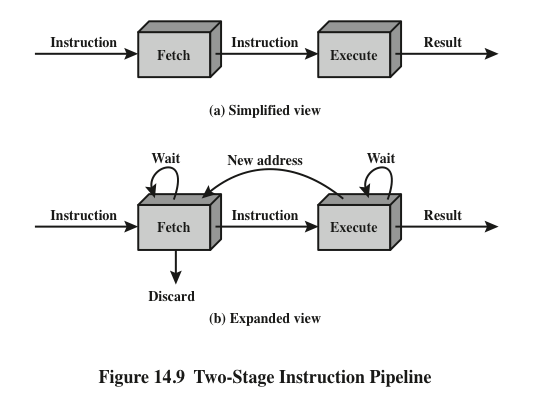 Instruction Fetch Instruction Execute Result
(a) Simplified view
Wait New address Wait
Instruction Fetch Instruction Execute Result
Discard
(b) Expanded view
Figure 14.9 Two-Stage Instruction Pipeline